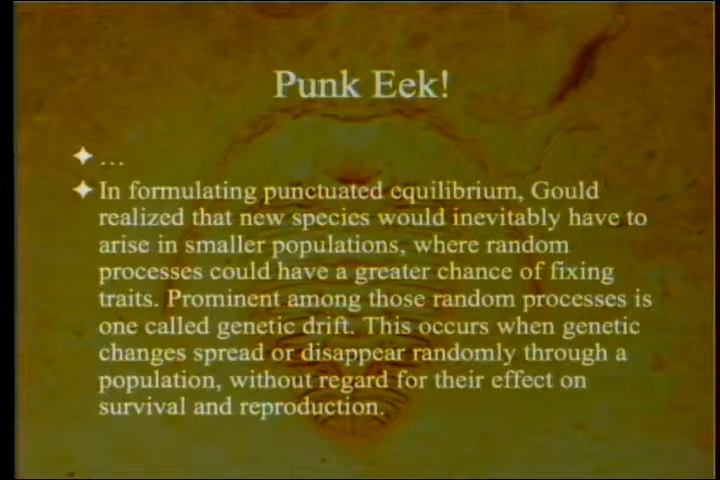 Punk Eek!
...
In formulating punctuated equilibrium, Gould
realized that new species would inevitably have to
arise in smaller populations, where random
processes could have a greater chance of fixing
traits. Prominent among those random processes is
one called genetic drift. This occurs when genetic
changes spread or disappear randomly through a
population, without regard for their effect on
survival and reproduction.